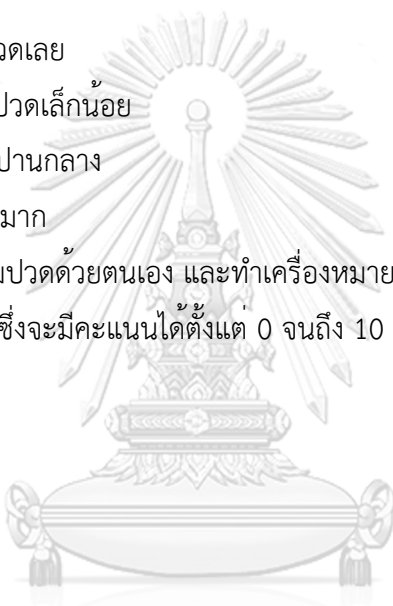 วดเลย
ปวดเล็กน้อย
ปานกลาง
มาก
มปวดด้วยตนเอง และทำเครื่องหมาย
ซึ่งจะมีคะแนนได้ตั้งแต่ 0 จนถึง 10